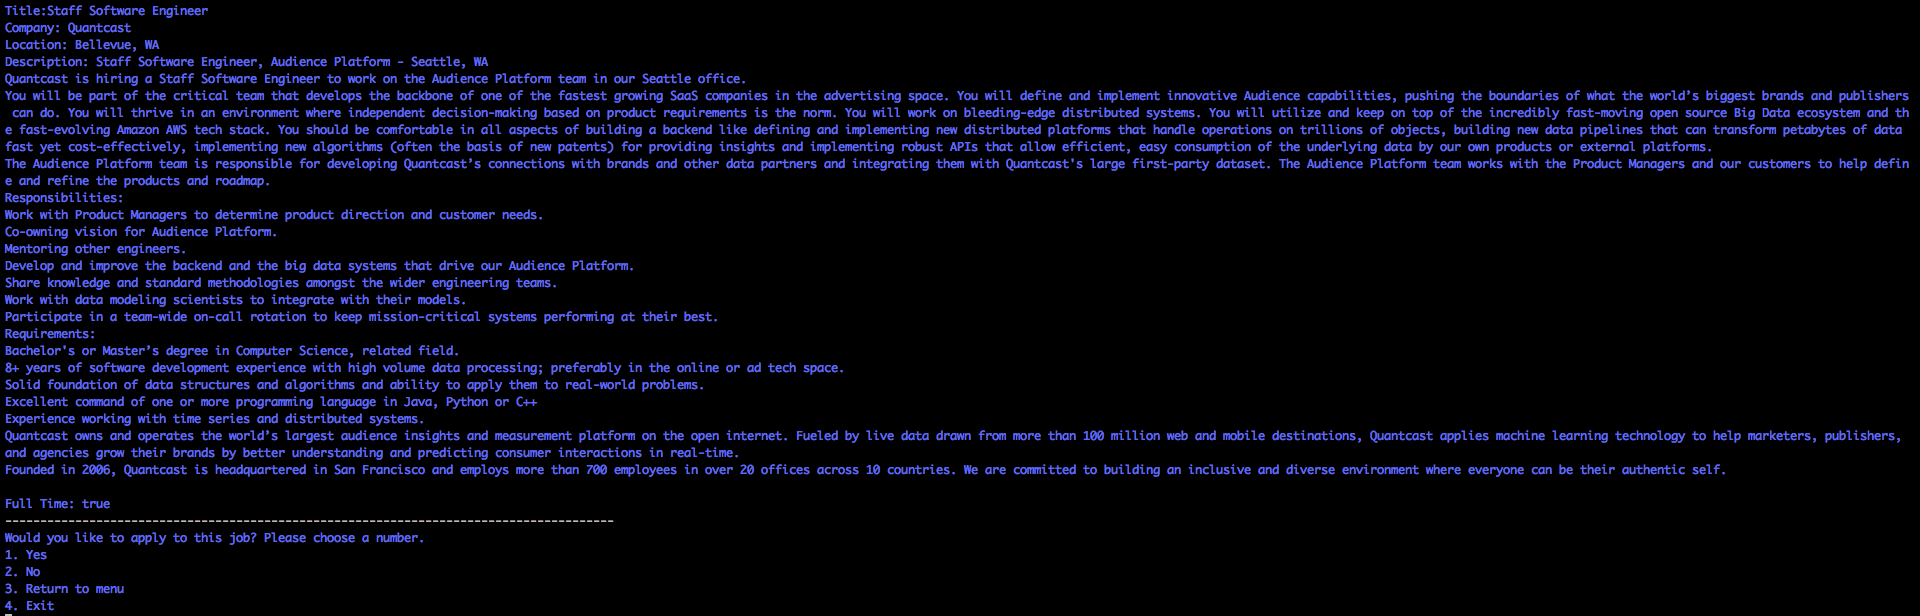 Title:Staff Software Engineer
Company: Quantcast
Location: Bellevue, WA
Description: Staff Software Engineer, Audience Platform - Seattle, WA
Quantcast is hiring a Staff Software Engineer to work on the Audience Platform team in our Seattle office.
You will be part of the critical team that develops the backbone of one of the fastest growing SaaS companies in the advertising space. You will define and implement innovative Audience capabilities, pushing the boundaries of what the world’s biggest brands and publishers
can do. You will thrive in an environment where independent decision-making based on product requirements is the norm. You will work on bleeding-edge distributed systems. You will utilize and keep on top of the incredibly fast-moving open source Big Data ecosystem and th
e fast-evolving Amazon AWS tech stack. You should be comfortable in all aspects of building a backend like defining and implementing new distributed platforms that handle operations on trillions of objects, building new data pipelines that can transform petabytes of data
fast yet cost-effectively, implementing new algorithms (often the basis of new patents) for providing insights and implementing robust APIs that allow efficient, easy consumption of the underlying data by our own products or external platforms.
The Audience Platform team is responsible for developing Quantcast’s connections with brands and other data partners and integrating them with Quantcast's large first-party dataset. The Audience Platform team works with the Product Managers and our customers to help defin
e and refine the products and roadmap.
Responsibilities:
Work with Product Managers to determine product direction and customer needs.
Co-owning vision for Audience Platform.
Mentoring other engineers.
Develop and improve the backend and the big data systems that drive our Audience Platform.
Share knowledge and standard methodologies amongst the wider engineering teams.
Work with data modeling scientists to integrate with their models.
Participate in a team-wide on-call rotation to keep mission-critical systems performing at their best.
Requirements:
Bachelor's or Master’s degree in Computer Science, related field.
8+ years of software development experience with high volume data processing; preferably in the online or ad tech space.
Solid foundation of data structures and algorithms and ability to apply them to real-world problems.
Excellent command of one or more programming language in Java, Python or C++
Experience working with time series and distributed systems.
Quantcast owns and operates the world’s largest audience insights and measurement platform on the open internet. Fueled by live data drawn from more than 100 million web and mobile destinations, Quantcast applies machine learning technology to help marketers, publishers,
and agencies grow their brands by better understanding and predicting consumer interactions in real-time.
Founded in 2006, Quantcast is headquartered in San Francisco and employs more than 700 employees in over 20 offices across 10 countries. We are committed to building an inclusive and diverse environment where everyone can be their authentic self.
Full Time: true
---------------------------------------------------------------------------------------
Would you like to apply to this job? Please choose a number.
1. Yes
2. No
3. Return to menu
4. Exit